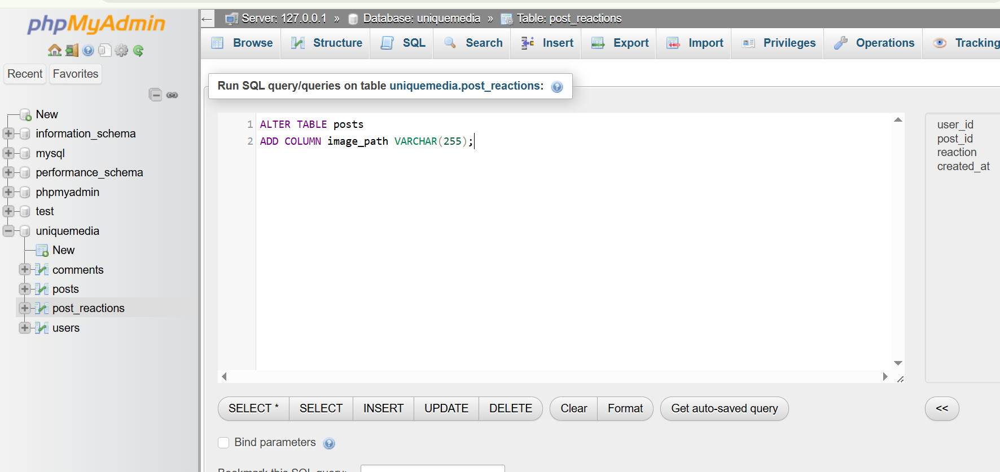 phpMyAdmin
Recent
Favorites
New
information_schema
mysql
performance_schema
phpmyadmin
test
uniquemedia
New
comments
posts
post_reactions
users
Server: 127.0.0.1 » Database: uniquemedia » Table: post_reactions
Browse Structure SQL Search Insert Export Import Privileges Operations Tracking
Run SQL query/queries on table uniquemedia.post_reactions:
1 ALTER TABLE posts
2 ADD COLUMN image_path VARCHAR(255);
user_id
post_id
reaction
created_at
SELECT * SELECT INSERT UPDATE DELETE Clear Format Get auto-saved query <<
Bind parameters
Bookmark this SQL query: